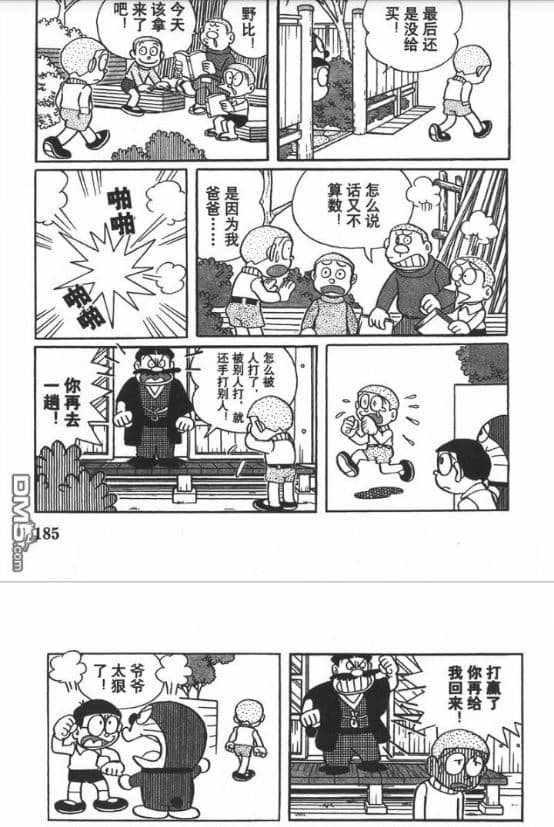 最后还
是没给
买！
野比！
今天
该拿
来了
吧！
怎么说
话又不
算数！
是因为我
爸爸……
啪啪
啪啪
怎么被
人打了，
被别人打，就
还手打别人！
你再去
一趟！
DM5.com
185
打赢了
你再给
我回来！
爷爷
太狠
了！